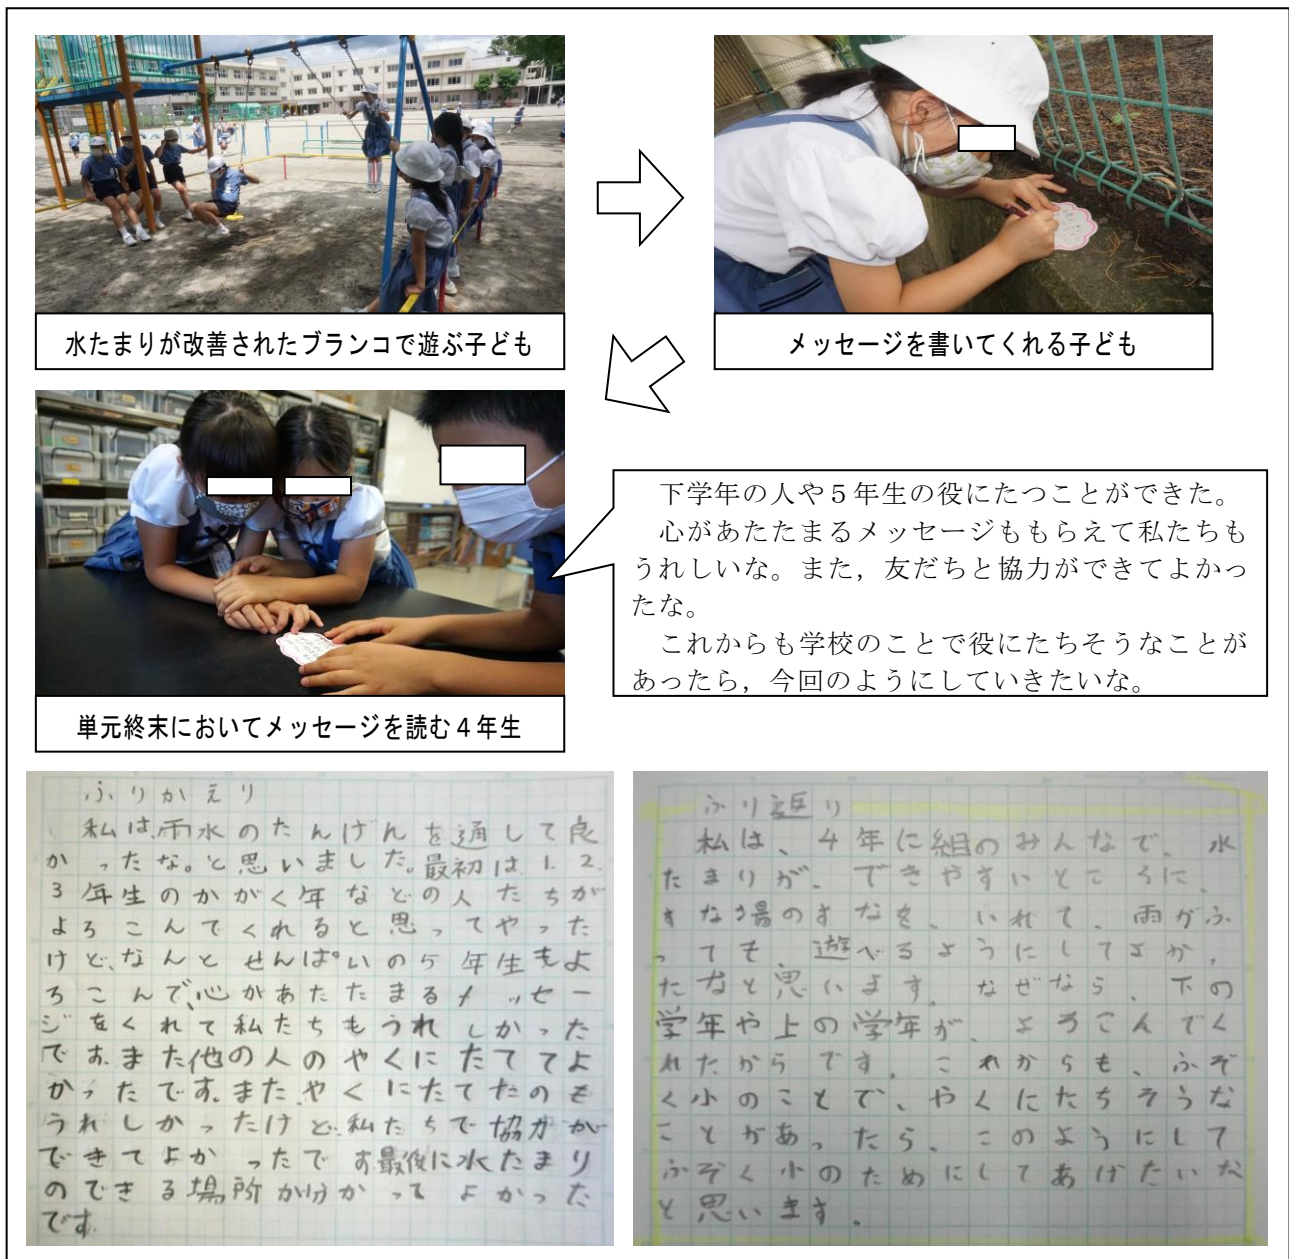 水たまりが改善されたブランコで遊ぶ子ども
メッセージを書いてくれる子ども
単元終末においてメッセージを読む４年生
下学年の人や５年生の役にたつことができた。
心があたたまるメッセージももらえて私たちも
うれしいな。また，友だちと協力ができてよかっ
たな。
これからも学校のことで役にたちそうなことが
あったら，今回のようにしていきたいな。
ふりかえり
私は、雨水のたんげんを通して良
かったな。と思いました。最初は、1.2.
3年生のかがく年などの人たちが
よろこんでくれると思ってやった
けど、なんとせんぱいの5年生もよ
ろこんで、心があたたまるメッセー
ジをくれて私たちもうれしかった
です。また他の人のやくにたててよ
かったです。また、やくにたてたのも
うれしかったけど、私たちで協力が
できてよかったです。最後に水たまり
のできる場所が分かってよかった
です。
ふり返り
私は、4年に組のみんなで、水
たまりが、できやすいところに、
すな場のすなを、いれて、雨がふ
っても、遊べるようにしてよかっ
たなと思います。なぜなら、下の
学年や上の学年が、よろこんでく
れたからです。これからも、ふぞ
く小のことで、やくにたちそうな
ことがあったら、このようにして
ふぞく小のためにしてあげたいな
と思います。